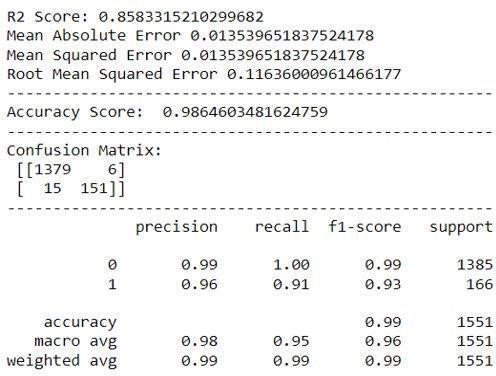 R2 Score: 0.8583315210299682
Mean Absolute Error 0.013539651837524178
Mean Squared Error 0.013539651837524178
Root Mean Squared Error 0.11636000961466177
--------------------------------------------------
Accuracy Score:  0.9864603481624759
--------------------------------------------------
Confusion Matrix:
 [[1379    6]
 [  15  151]]
--------------------------------------------------
              precision    recall  f1-score   support

           0       0.99      1.00      0.99      1385
           1       0.96      0.91      0.93       166

    accuracy                           0.99      1551
   macro avg       0.98      0.95      0.96      1551
weighted avg       0.99      0.99      0.99      1551